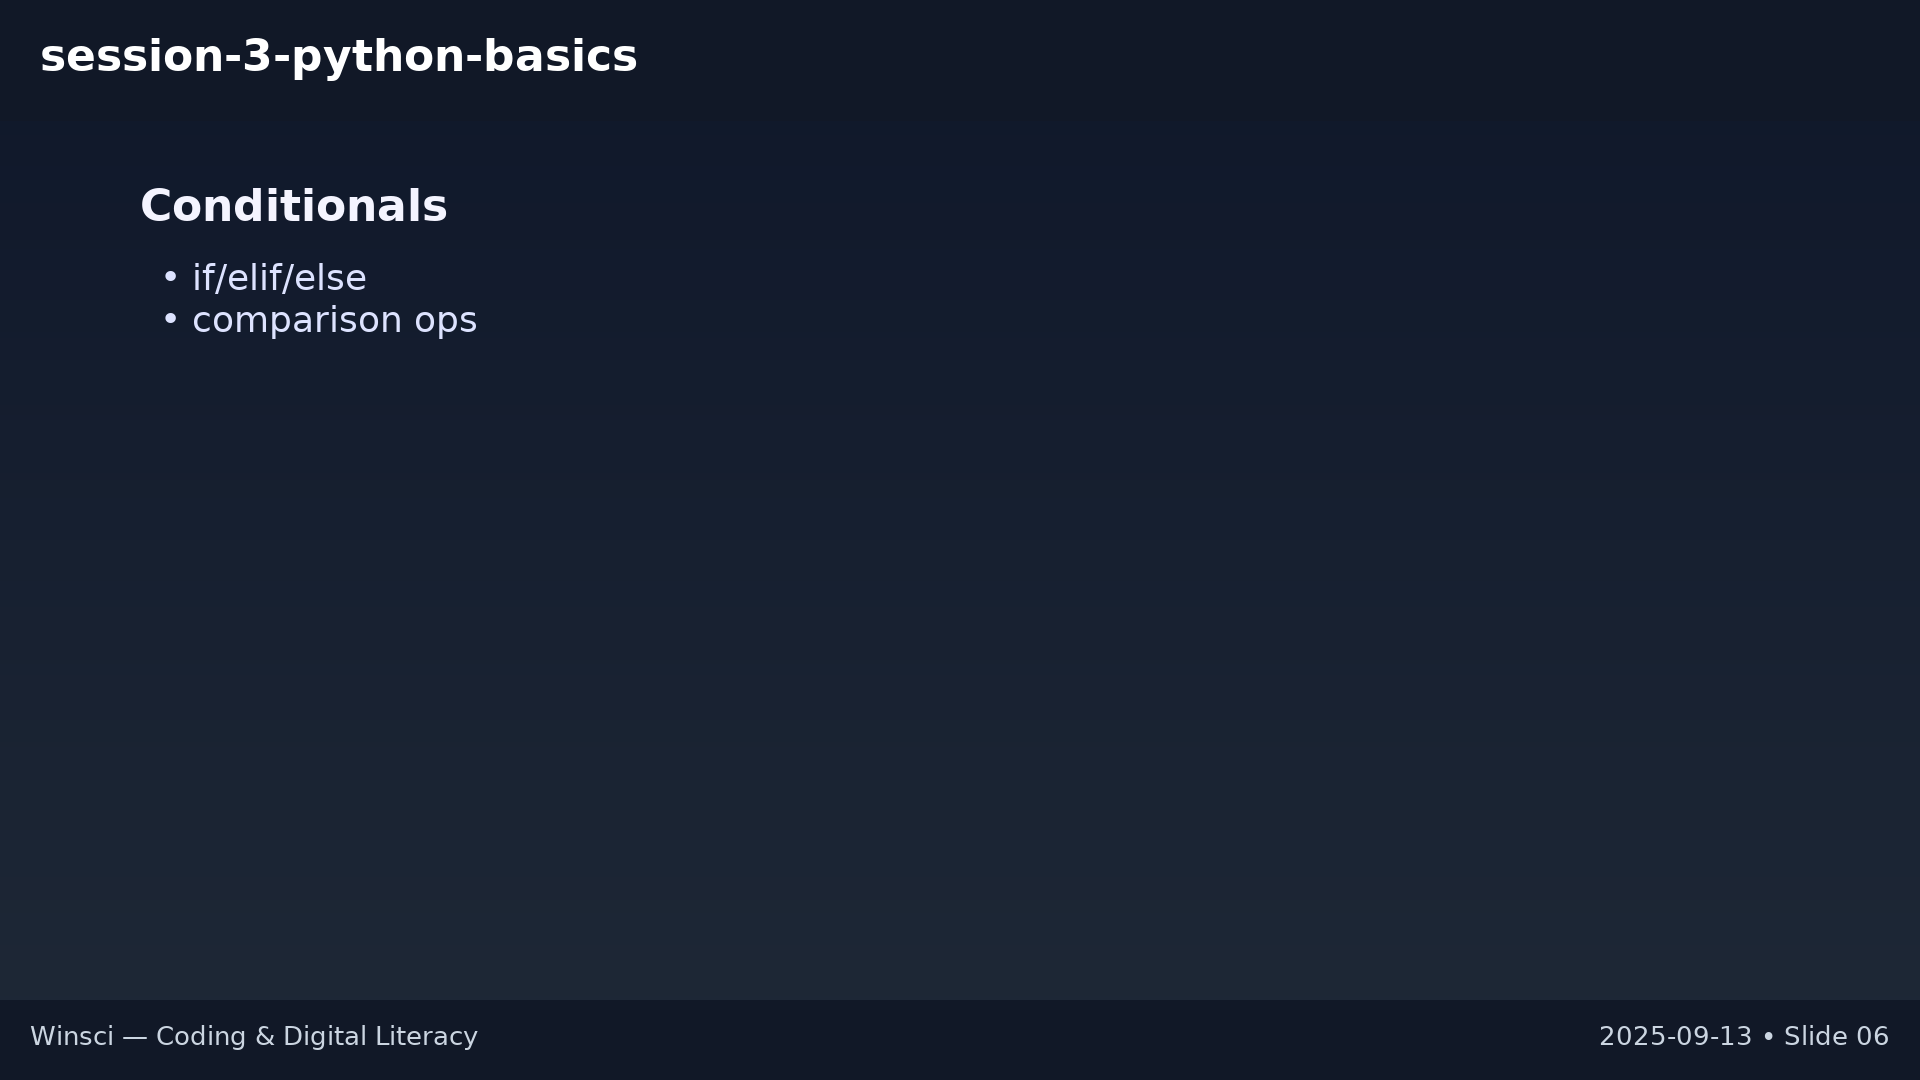 session-3-python-basics
Conditionals
• if/elif/else
• comparison ops
Winsci — Coding & Digital Literacy
2025-09-13 • Slide 06